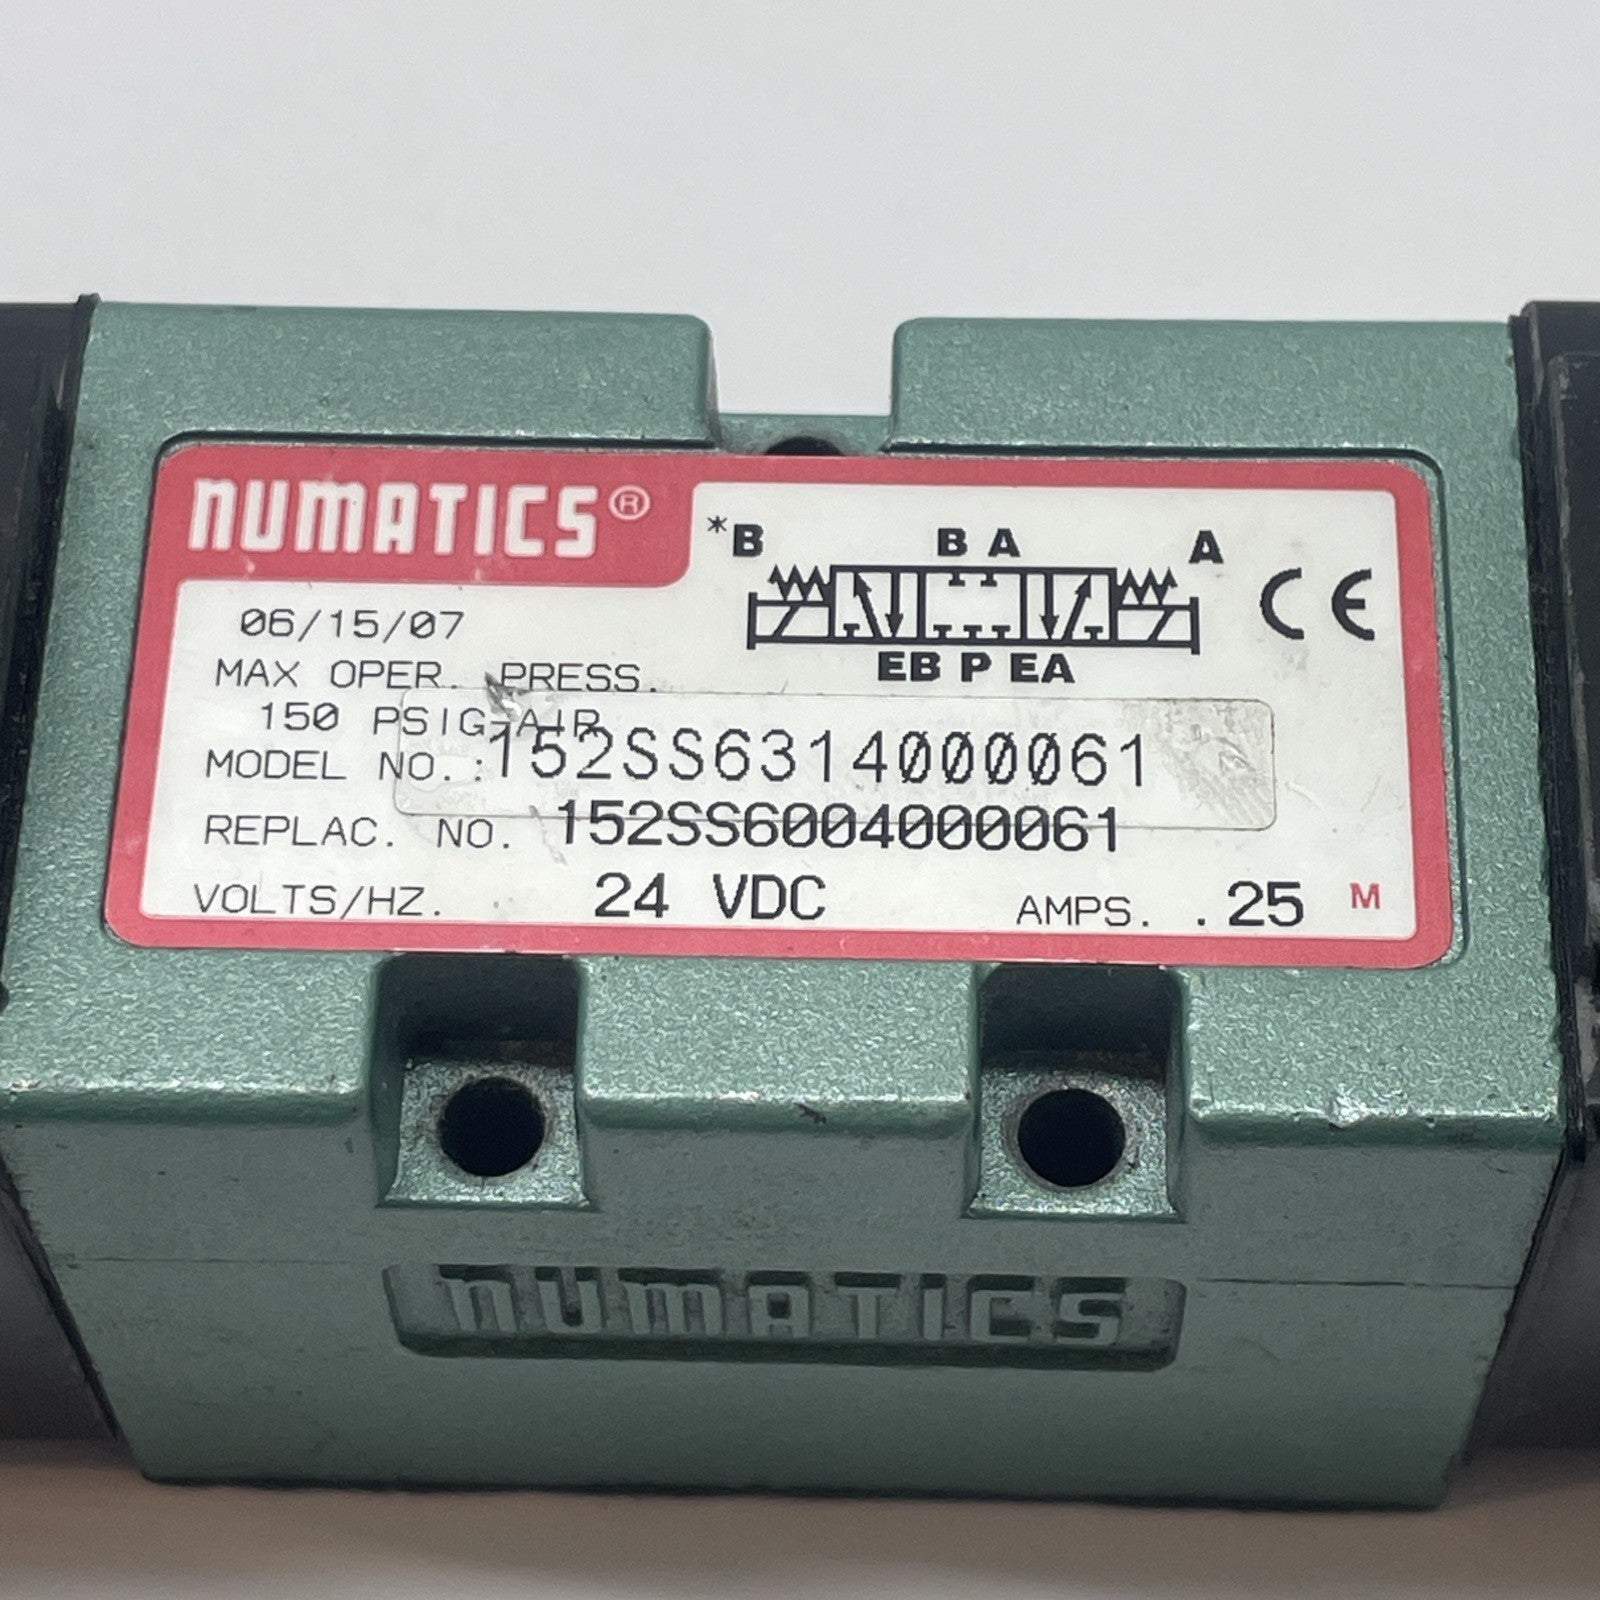 NUMATICS®
*B B A A
CE
EB P EA
06/15/07
MAX OPER. PRESS.
150 PSIG-AIR
MODEL NO.: 152SS6314000061
REPLAC. NO. 152SS6004000061
VOLTS/HZ. 24 VDC AMPS. .25 M
NUMATICS